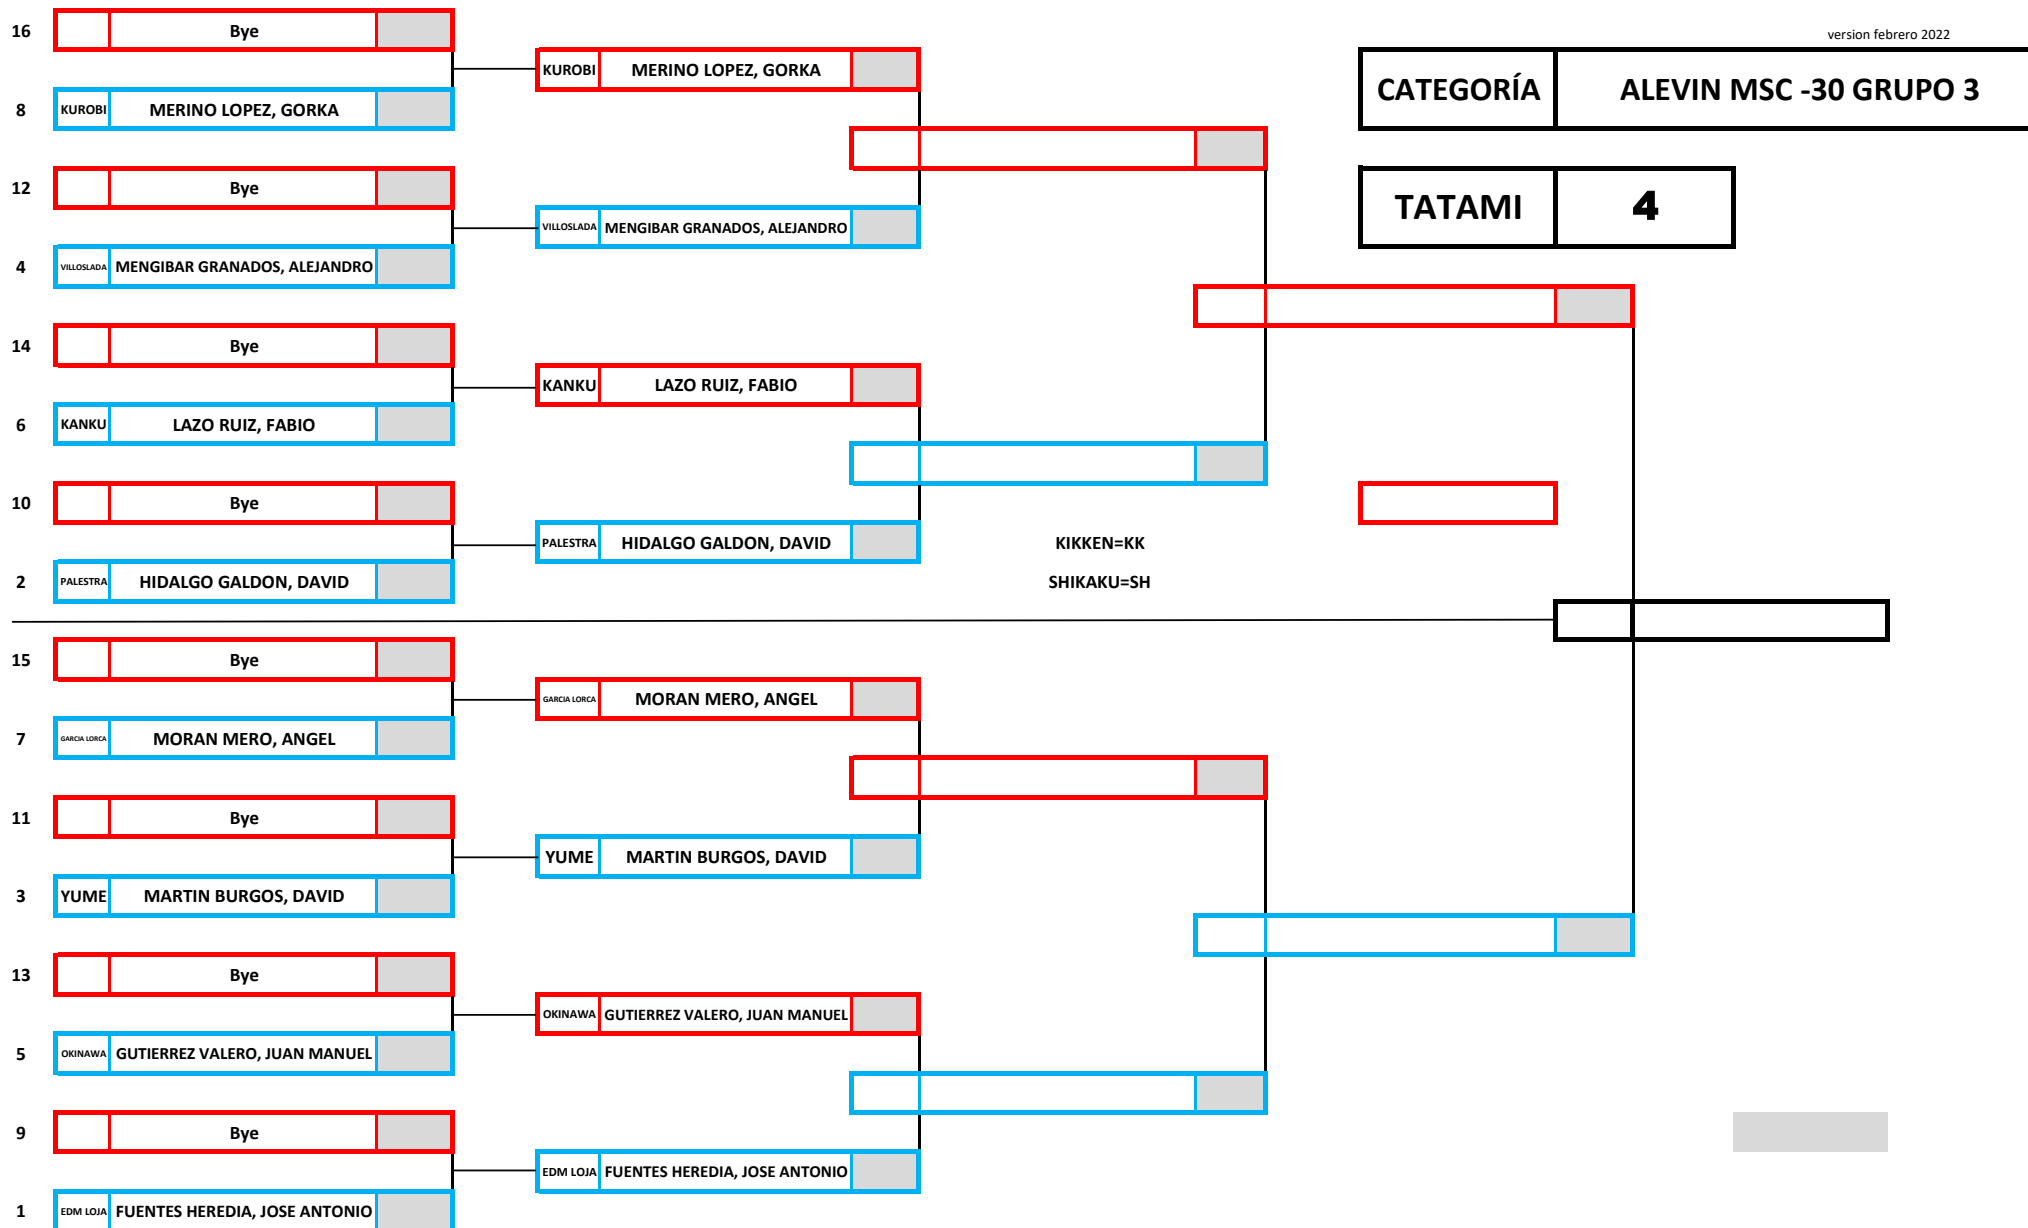 version febrero 2022
CATEGORÍA ALEVIN MSC -30 GRUPO 3
TATAMI 4
16 Bye
KUROBI MERINO LOPEZ, GORKA
8 KUROBI MERINO LOPEZ, GORKA
12 Bye
VILLOSLADA MENGIBAR GRANADOS, ALEJANDRO
4 VILLOSLADA MENGIBAR GRANADOS, ALEJANDRO
14 Bye
KANKU LAZO RUIZ, FABIO
6 KANKU LAZO RUIZ, FABIO
10 Bye
PALESTRA HIDALGO GALDON, DAVID
KIKKEN=KK
2 PALESTRA HIDALGO GALDON, DAVID
SHIKAKU=SH
15 Bye
GARCIA LORCA MORAN MERO, ANGEL
7 GARCIA LORCA MORAN MERO, ANGEL
11 Bye
YUME MARTIN BURGOS, DAVID
3 YUME MARTIN BURGOS, DAVID
13 Bye
OKINAWA GUTIERREZ VALERO, JUAN MANUEL
5 OKINAWA GUTIERREZ VALERO, JUAN MANUEL
9 Bye
EDM LOJA FUENTES HEREDIA, JOSE ANTONIO
1 EDM LOJA FUENTES HEREDIA, JOSE ANTONIO